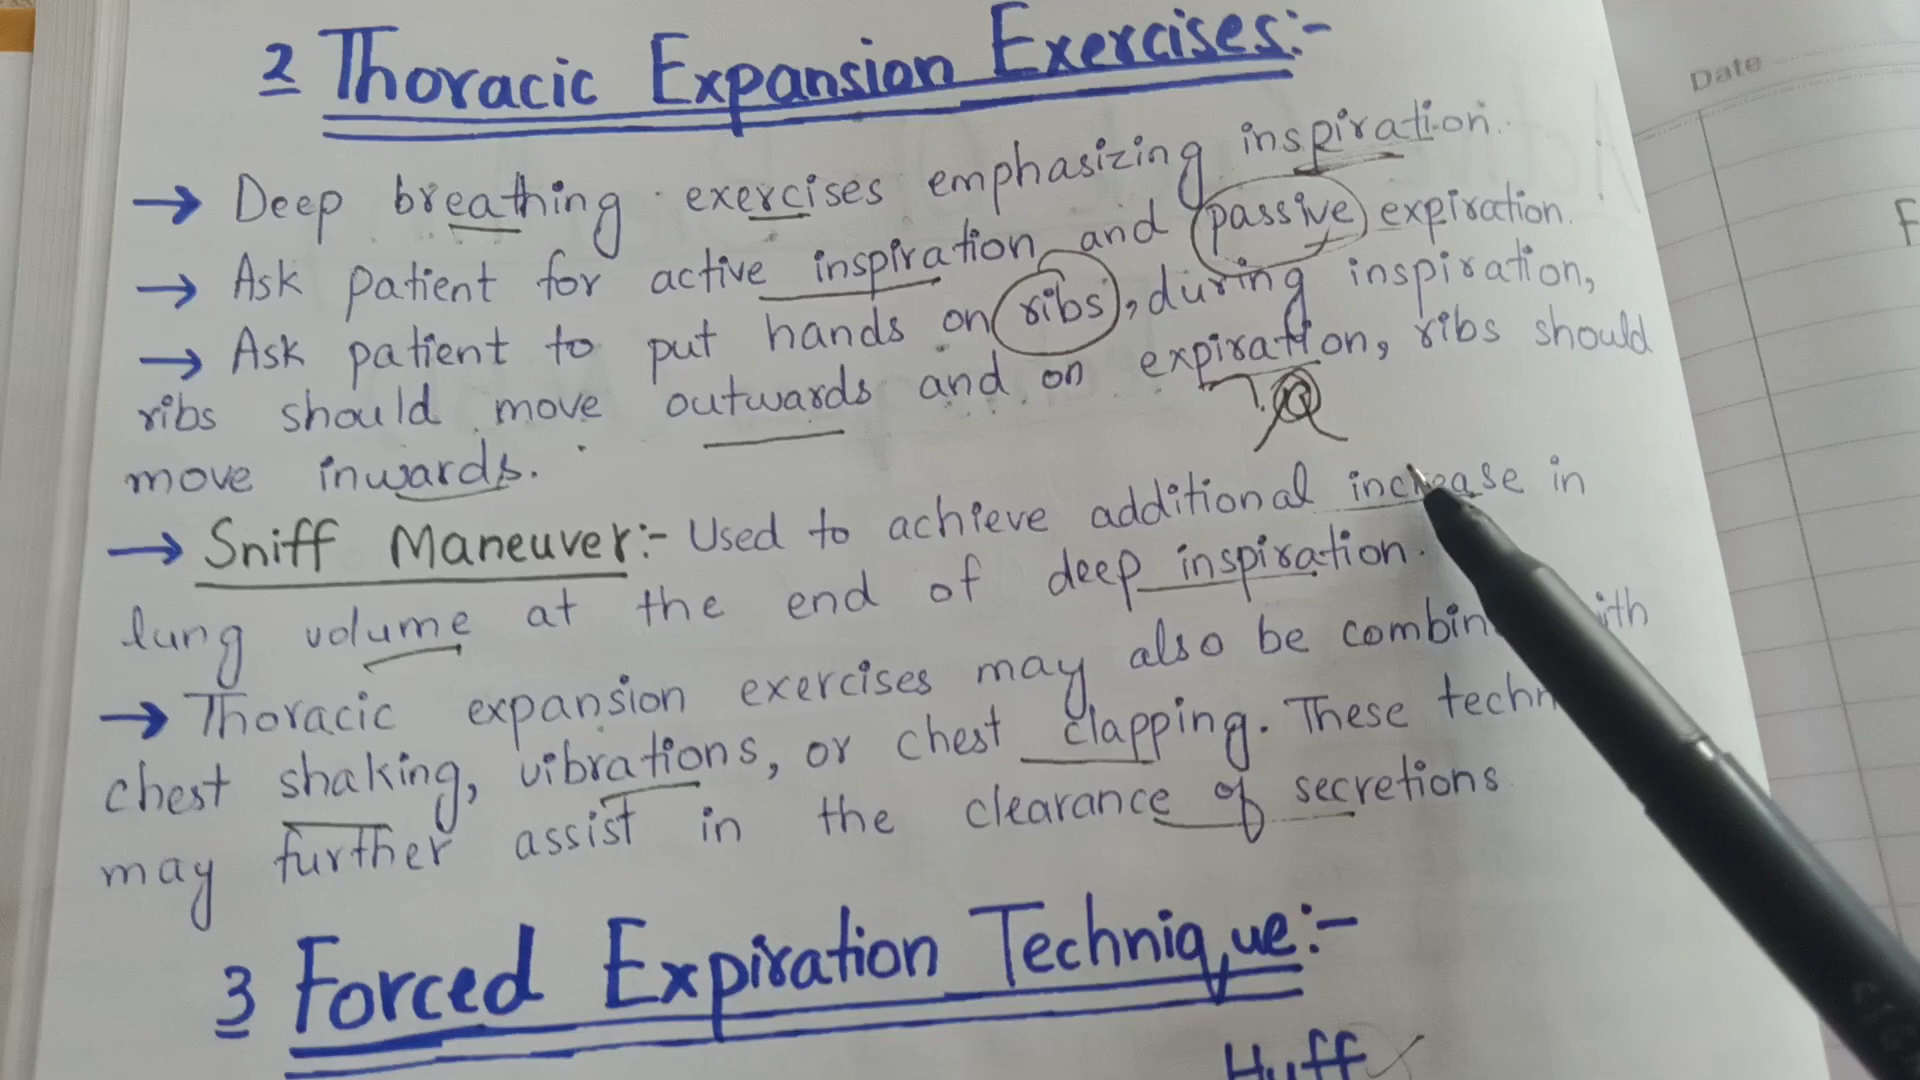 2 Thoracic Expansion Exercises:-
Date
→ Deep breathing exercises emphasizing inspiration.
→ Ask patient for active inspiration and passive expiration.
→ Ask patient to put hands on ribs, during inspiration,
ribs should move outwards and on expiration, ribs should
move inwards.
→ Sniff Maneuver:- Used to achieve additional increase in
lung volume at the end of deep inspiration.
→ Thoracic expansion exercises may also be combin ith
chest shaking, vibrations, or chest clapping. These techn
may further assist in the clearance of secretions
3 Forced Expiration Technique:-
Huff
F